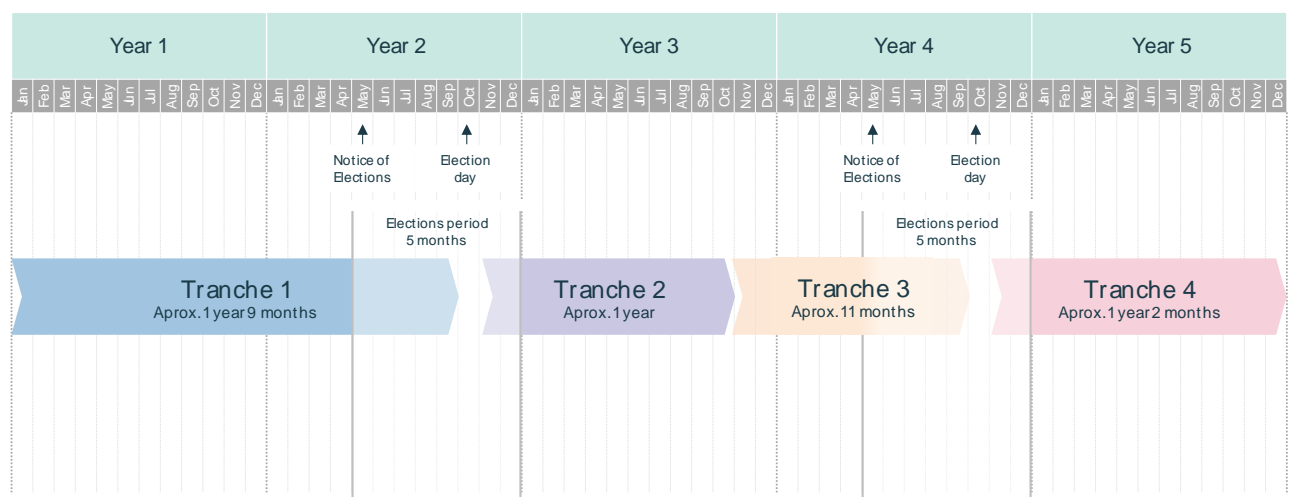 Year 1 Year 2 Year 3 Year 4 Year 5
Jan Feb Mar Apr May Jun Jul Aug Sep Oct Nov Dec Jan Feb Mar Apr May Jun Jul Aug Sep Oct Nov Dec Jan Feb Mar Apr May Jun Jul Aug Sep Oct Nov Dec Jan Feb Mar Apr May Jun Jul Aug Sep Oct Nov Dec Jan Feb Mar Apr May Jun Jul Aug Sep Oct Nov Dec
Notice of Election Notice of Election
Elections day Elections day
Elections period Elections period
5 months 5 months
Tranche 1 Tranche 2 Tranche 3 Tranche 4
Aprox. 1 year 9 months Aprox. 1 year Aprox. 11 months Aprox. 1 year 2 months